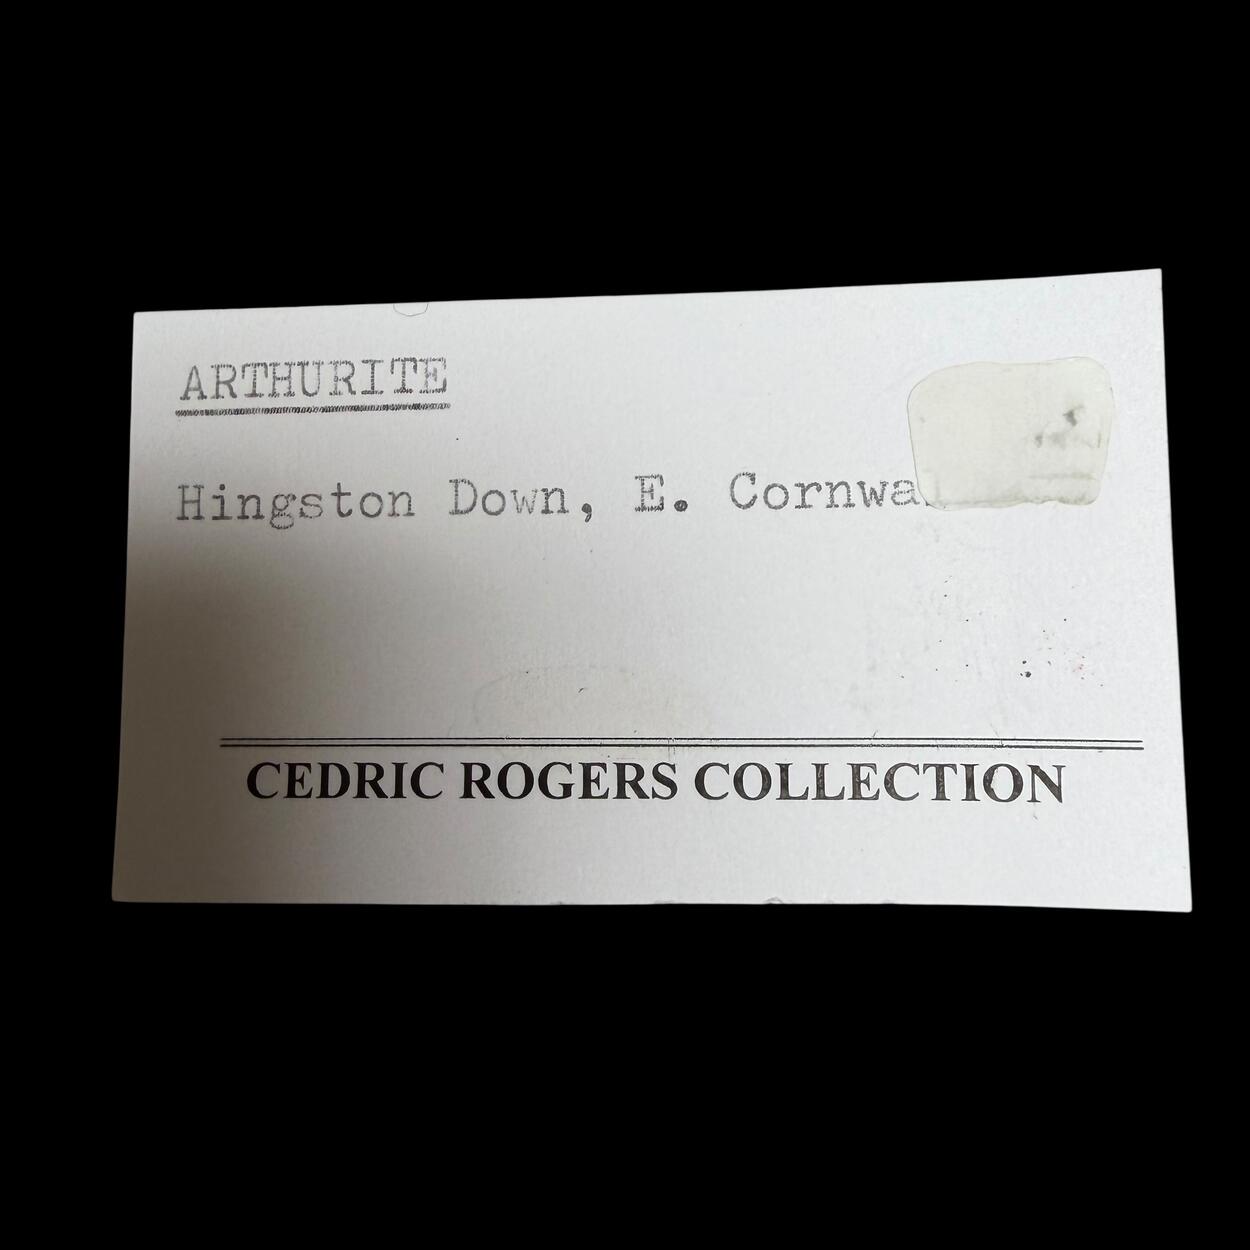 ARTHURITE
Hingston Down, E. Cornwa
CEDRIC ROGERS COLLECTION